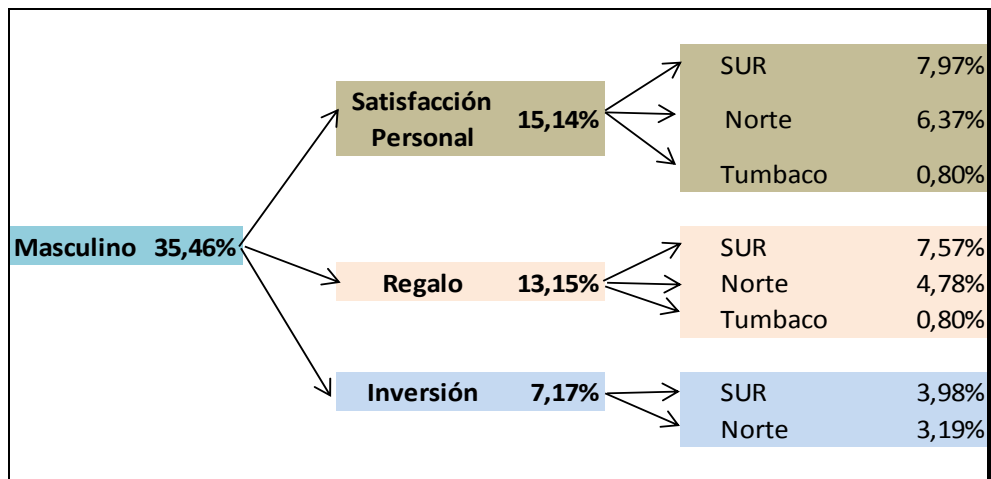 Masculino 35,46%
Satisfacción
Personal 15,14%
SUR 7,97%
Norte 6,37%
Tumbaco 0,80%
Regalo 13,15%
SUR 7,57%
Norte 4,78%
Tumbaco 0,80%
Inversión 7,17%
SUR 3,98%
Norte 3,19%